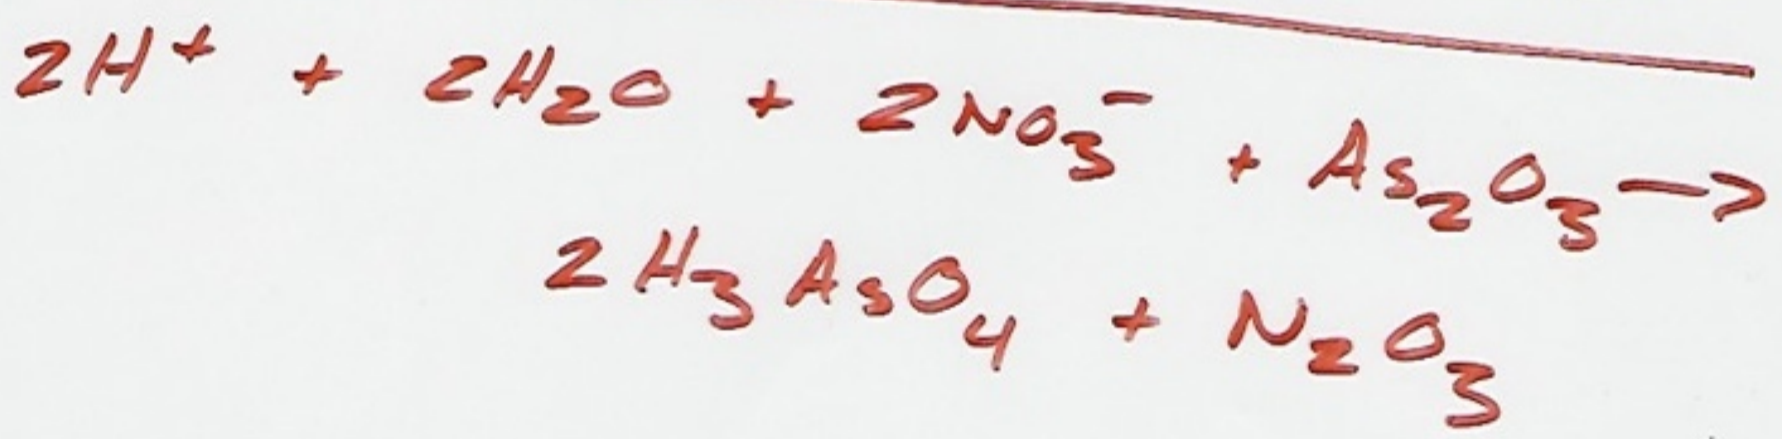 2H⁺ + 2H₂O + 2NO₃⁻ + As₂O₃ →
2H₃AsO₄ + N₂O₃